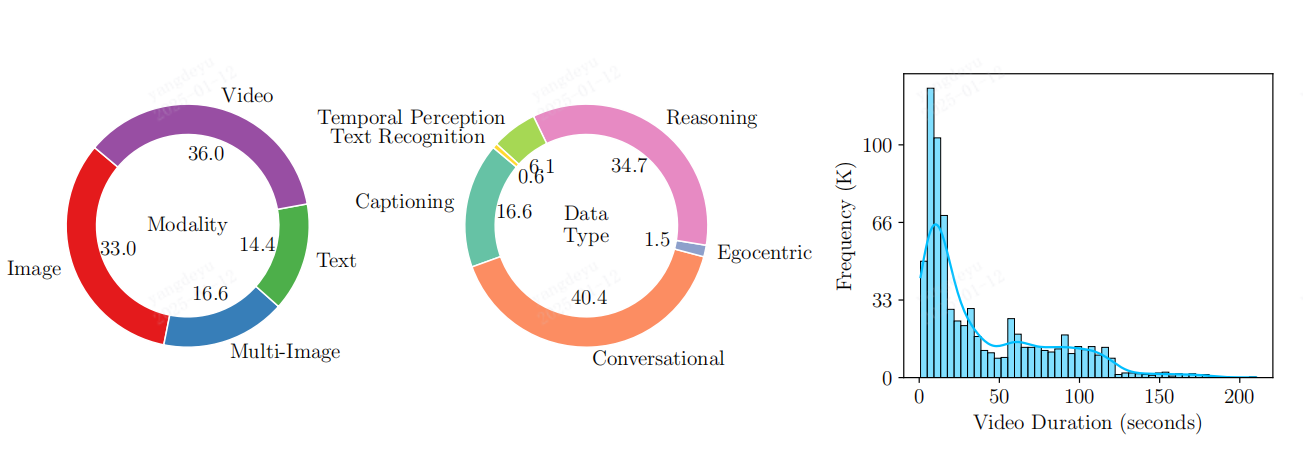 Video
36.0
Modality
33.0
14.4
Image
Text
16.6
Multi-Image
Temporal Perception
Text Recognition
Reasoning
6.1
0.6
34.7
Captioning
16.6
Data
Type
1.5
Egocentric
40.4
Conversational
Frequency (K)
100
66
33
0
0
50
100
150
200
Video Duration (seconds)